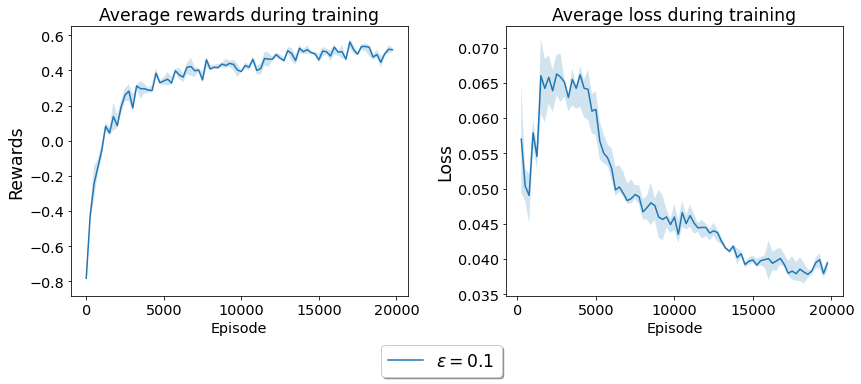 Average rewards during training
Rewards
0.6
0.4
0.2
0.0
−0.2
−0.4
−0.6
−0.8
0 5000 10000 15000 20000
Episode
Average loss during training
Loss
0.070
0.065
0.060
0.055
0.050
0.045
0.040
0.035
0 5000 10000 15000 20000
Episode
ε = 0.1